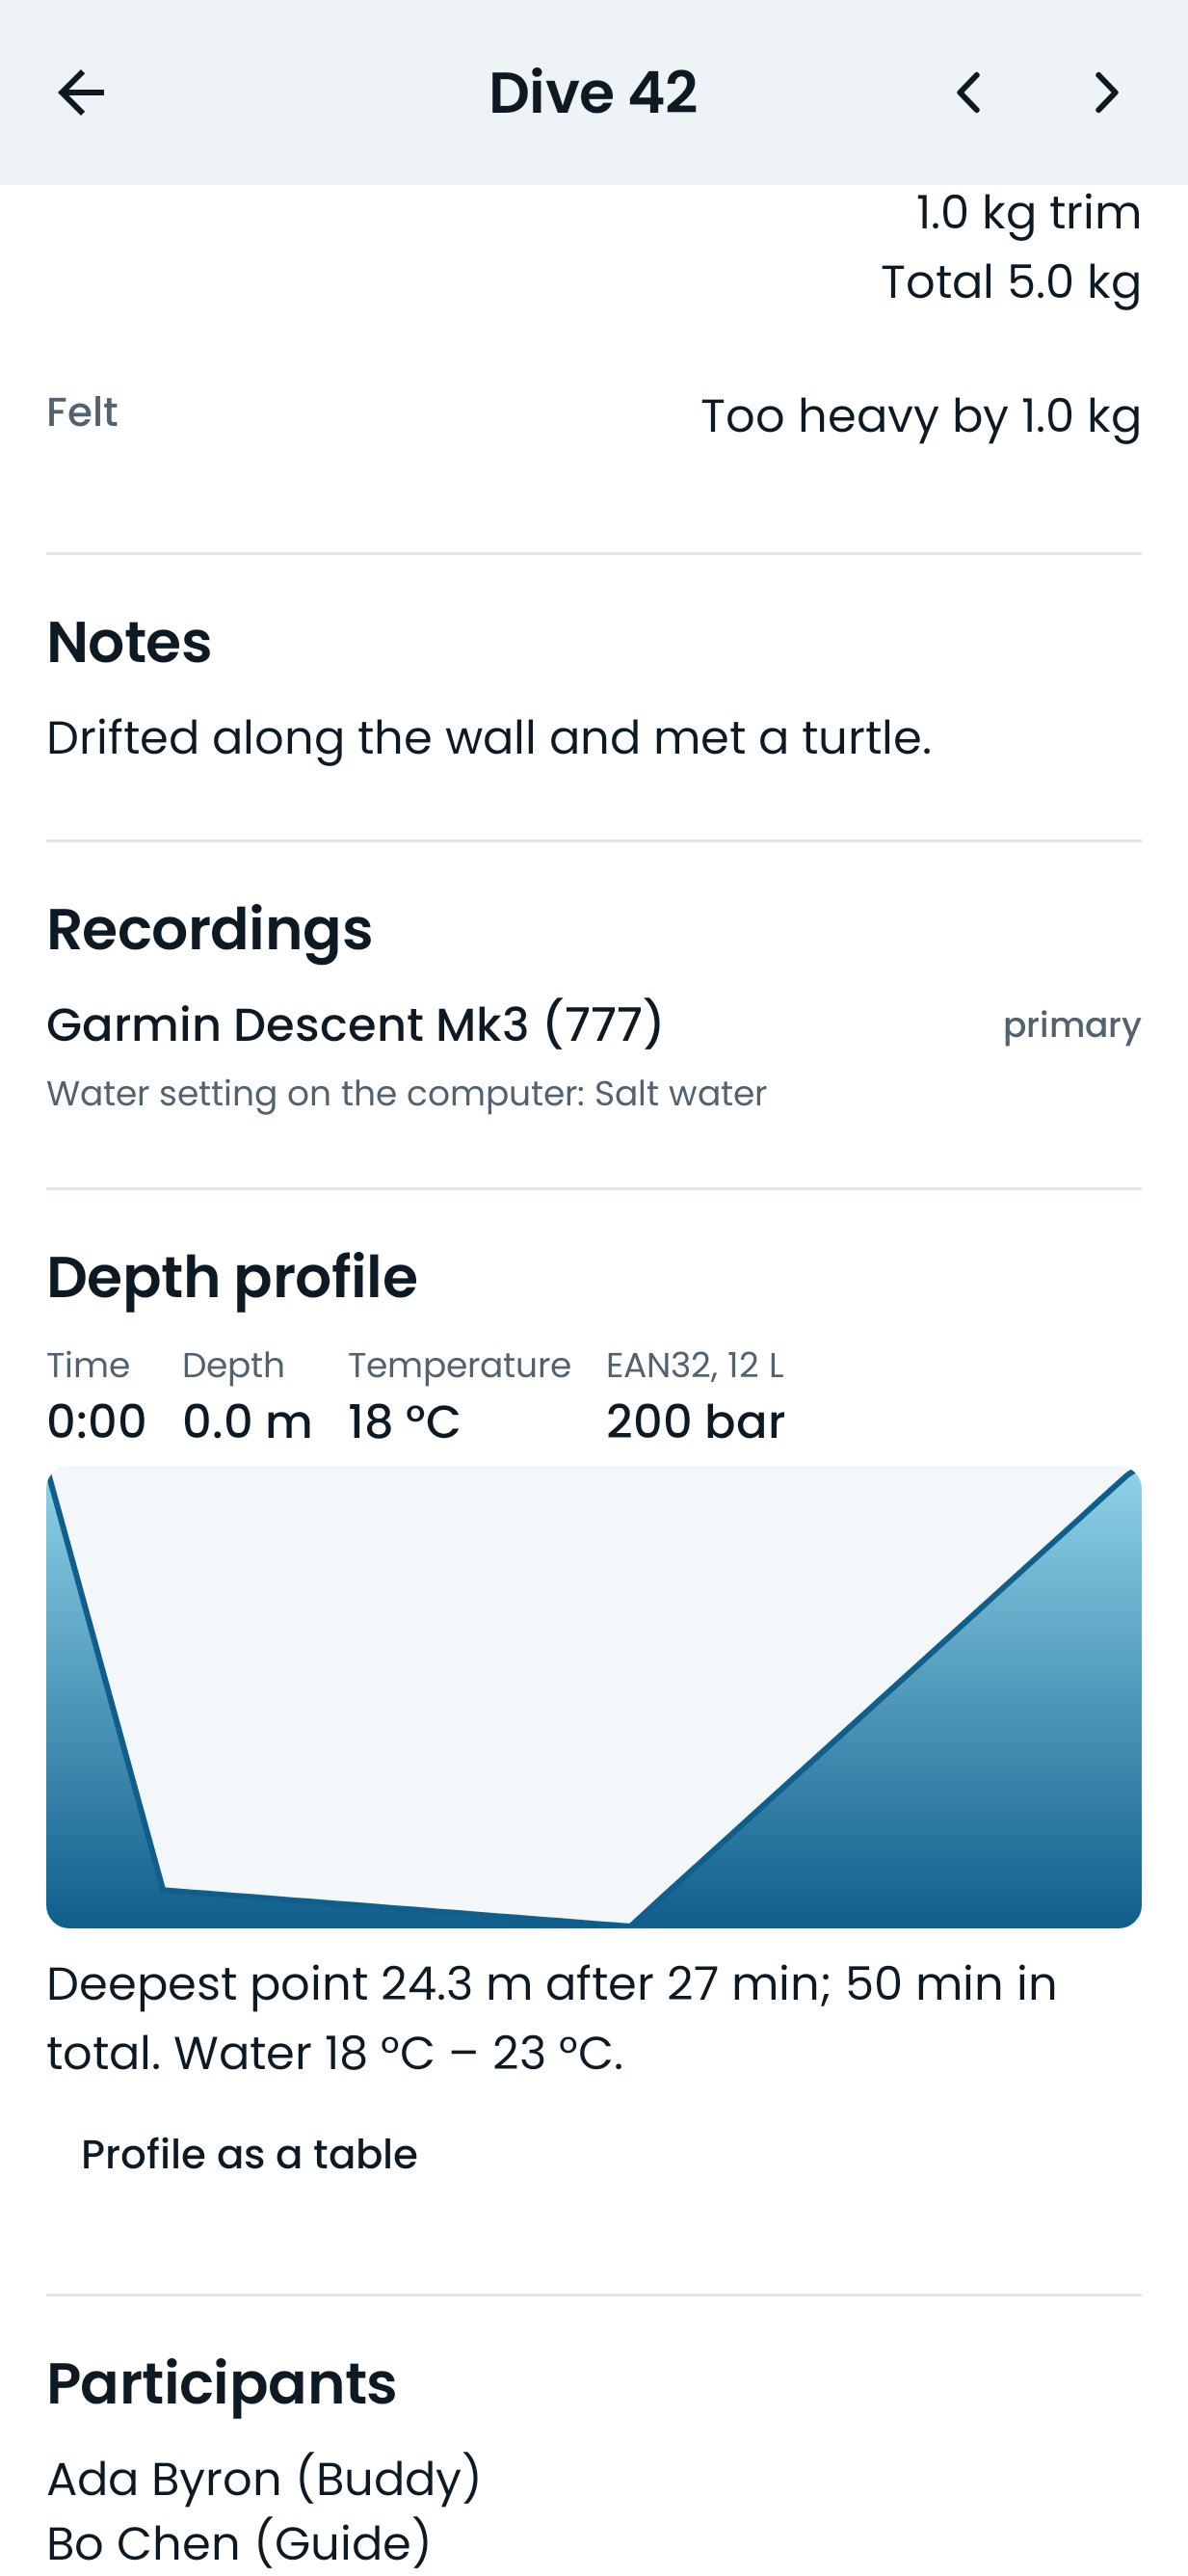 Dive 42
1.0 kg trim
Total 5.0 kg
Felt
Too heavy by 1.0 kg
Notes
Drifted along the wall and met a turtle.
Recordings
Garmin Descent Mk3 (777)
primary
Water setting on the computer: Salt water
Depth profile
Time Depth Temperature EAN32, 12 L
0:00 0.0 m 18 °C 200 bar
Deepest point 24.3 m after 27 min; 50 min in
total. Water 18 °C – 23 °C.
Profile as a table
Participants
Ada Byron (Buddy)
Bo Chen (Guide)